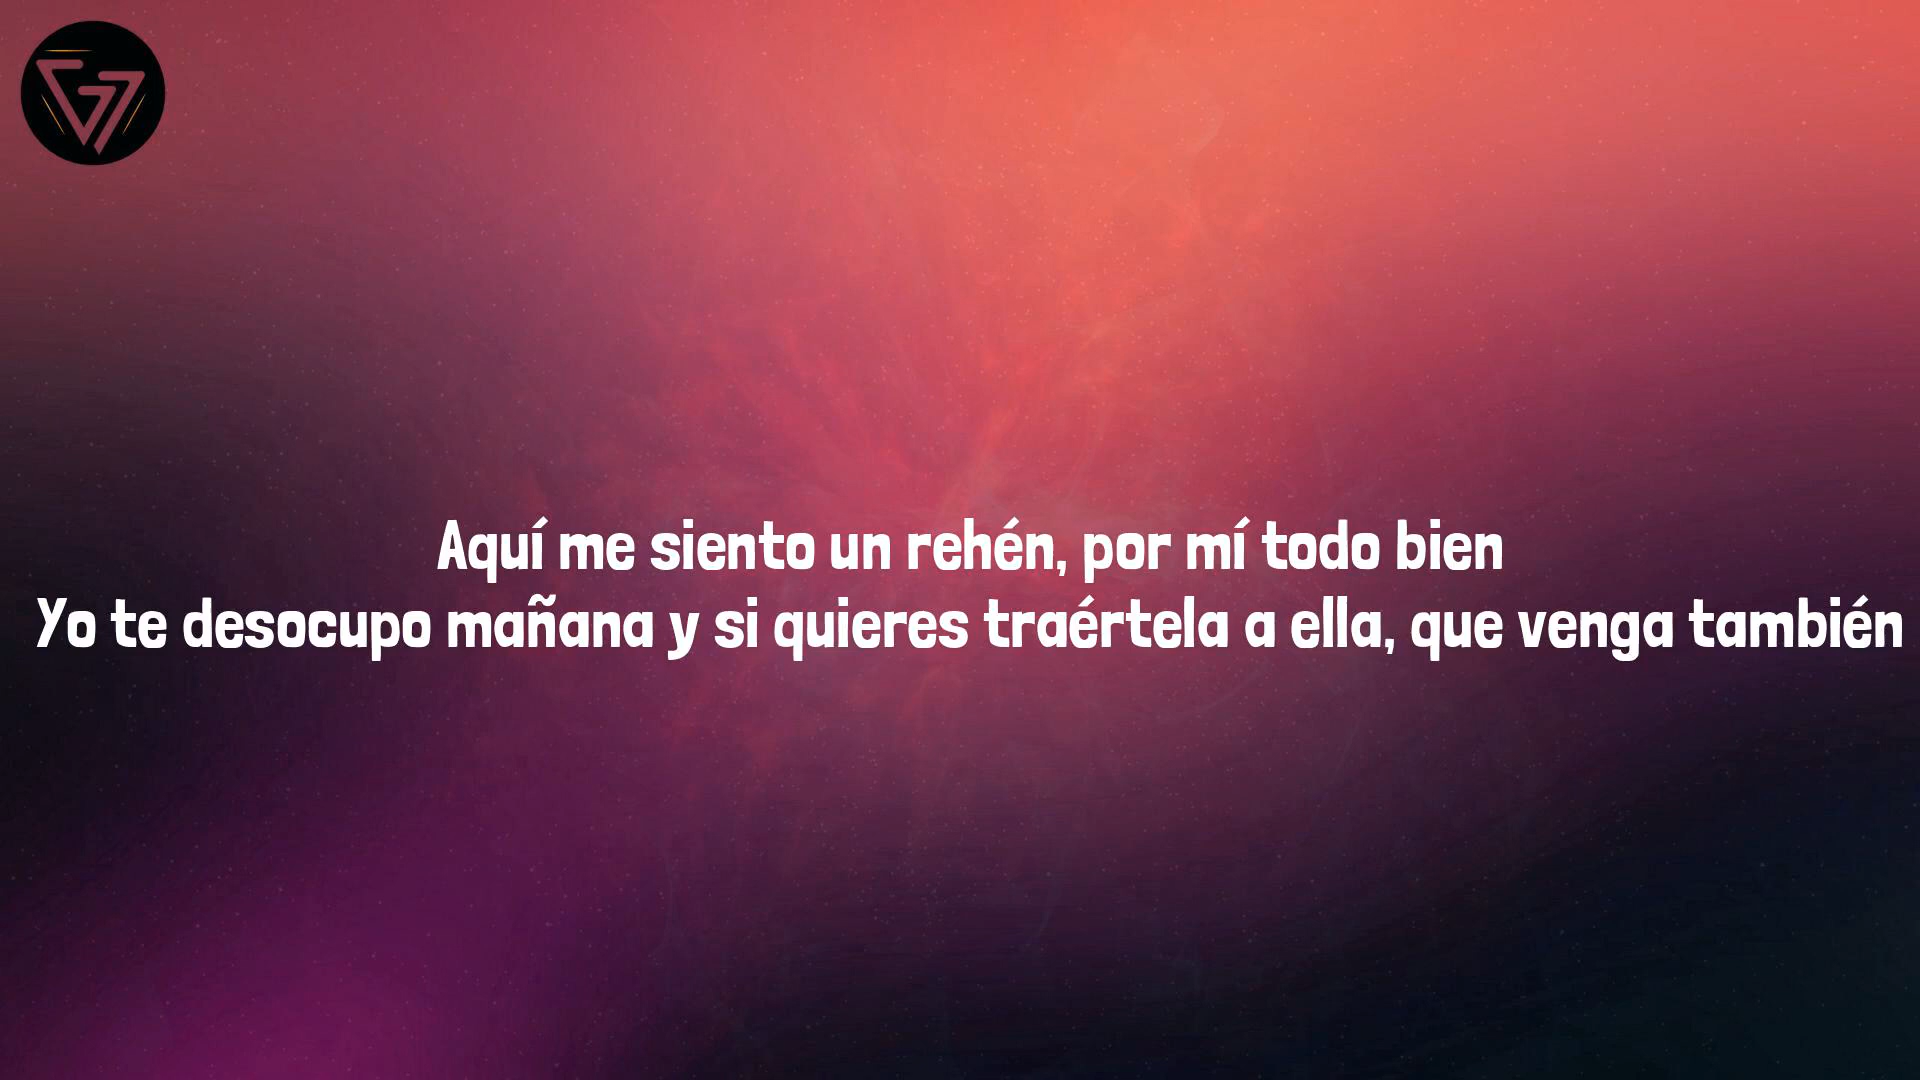 Aquí me siento un rehén, por mí todo bien
Yo te desocupo mañana y si quieres traértela a ella, que venga también